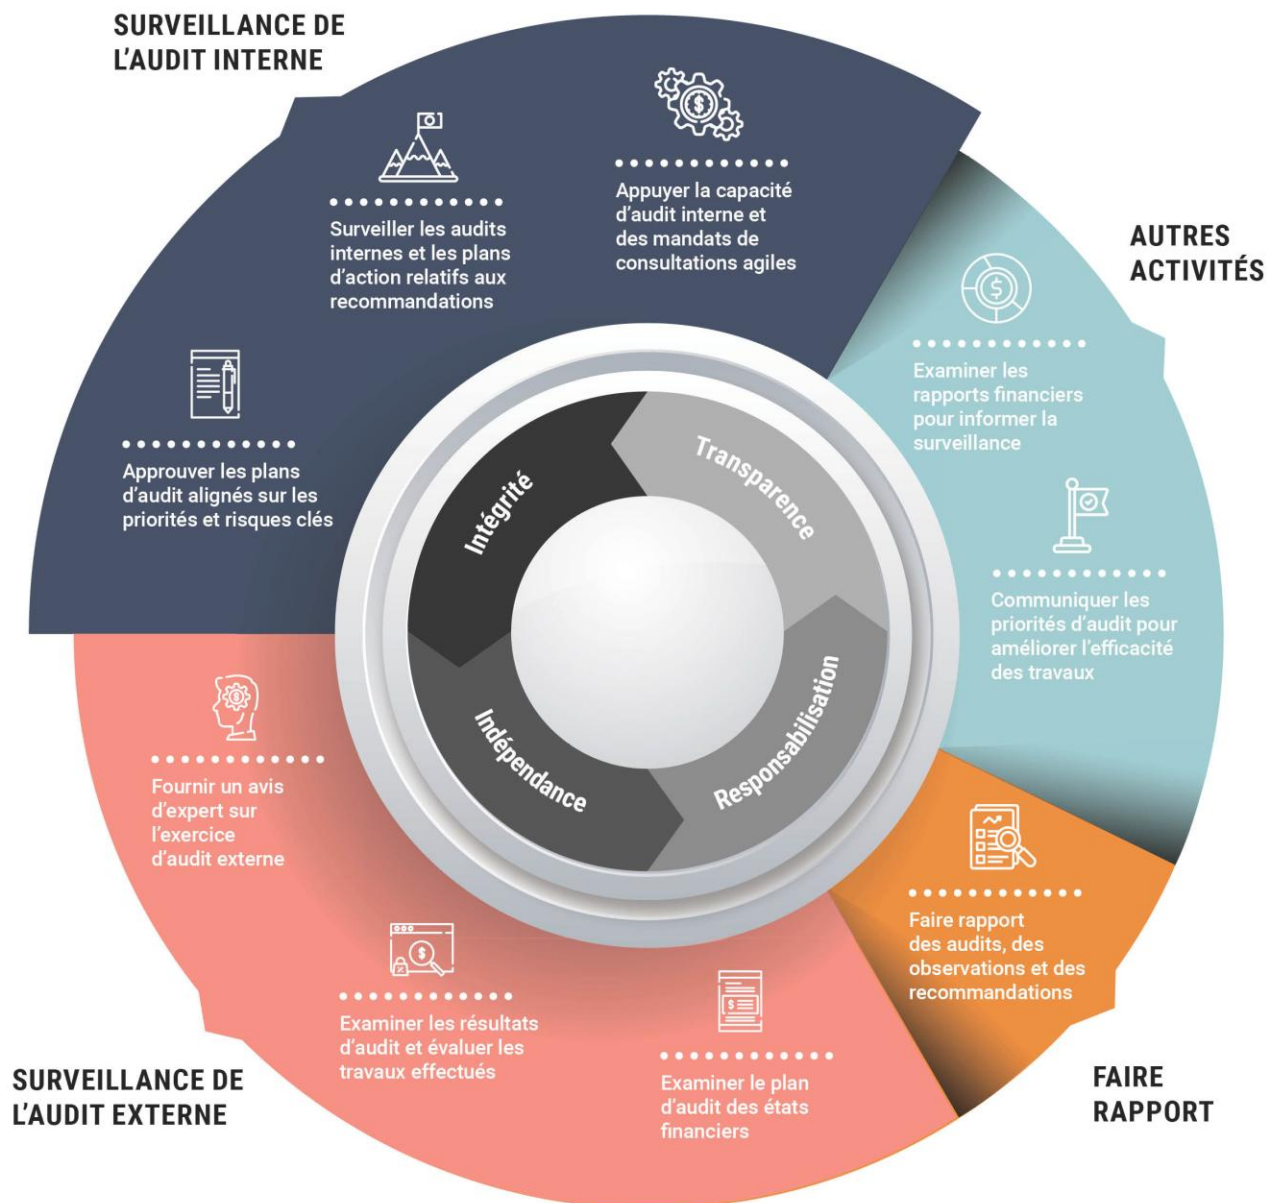 SURVEILLANCE DE
L'AUDIT INTERNE
Appuyer la capacité
d'audit interne et
des mandats de
consultations agiles
Surveiller les audits
internes et les plans
d'action relatifs aux
recommandations
Approuver les plans
d'audit alignés sur les
priorités et risques clés
AUTRES
ACTIVITÉS
Examiner les
rapports financiers
pour informer la
surveillance
Communiquer les
priorités d'audit pour
améliorer l'efficacité
des travaux
Intégrité
Transparence
Indépendance
Responsabilisation
Fournir un avis
d'expert sur
l'exercice
d'audit externe
Examiner les résultats
d'audit et évaluer les
travaux effectués
Examiner le plan
d'audit des états
financiers
SURVEILLANCE DE
L'AUDIT EXTERNE
Faire rapport
des audits, des
observations et des
recommandations
FAIRE
RAPPORT